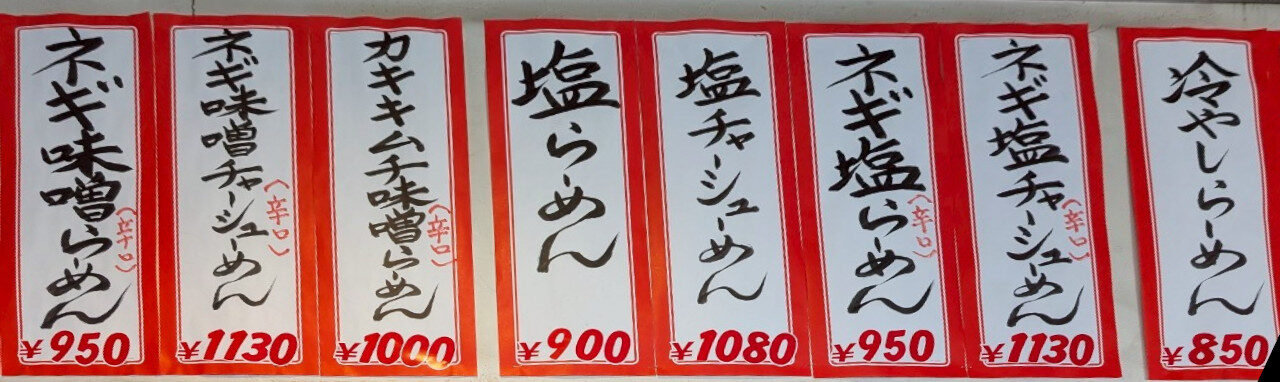 ネギ味噌らーめん
(辛口)
¥950
ネギ味噌チャーシューめん
(辛口)
¥1130
カキキムチ味噌らーめん
(辛口)
¥1000
塩らーめん
¥900
塩チャーシューめん
¥1080
ネギ塩らーめん
(辛口)
¥950
ネギ塩チャーシューめん
(辛口)
¥1130
冷やしらーめん
¥850